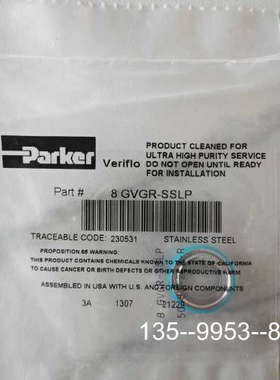 Parker
Veriflo
PRODUCT CLEANED FOR
ULTRA HIGH PURITY SERVICE
DO NOT OPEN UNTIL READY
FOR INSTALLATION
Part # 8 GVGR-SSLP
TRACEABLE CODE: 230531 STAINLESS STEEL
PROPOSITION 65 WARNING
THIS PRODUCT CONTAINS CHEMICALS KNOWN TO THE STATE OF CALIFORNIA
TO CAUSE CANCER OR BIRTH DEFECTS OR OTHER REPRODUCTIVE HARM
ASSEMBLED IN USA WITH U.S. AND FOREIGN COMPONENTS
3A 1307 21229
8 GVGR
135--9953--8